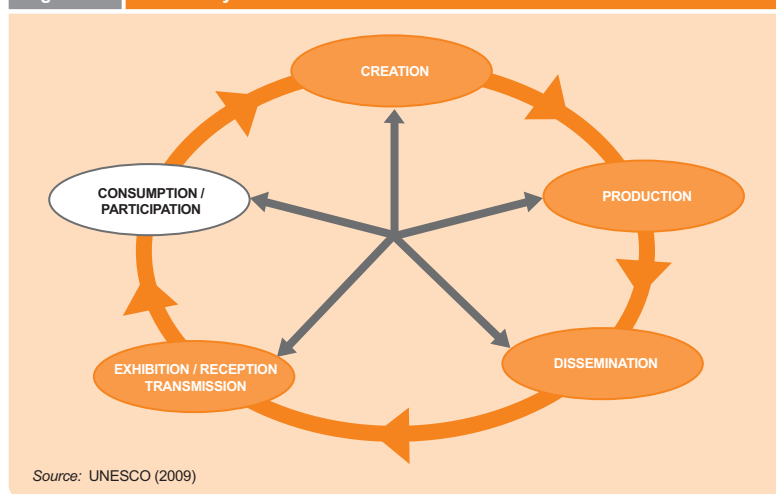 CREATION
PRODUCTION
DISSEMINATION
EXHIBITION / RECEPTION
TRANSMISSION
CONSUMPTION /
PARTICIPATION
Source: UNESCO (2009)